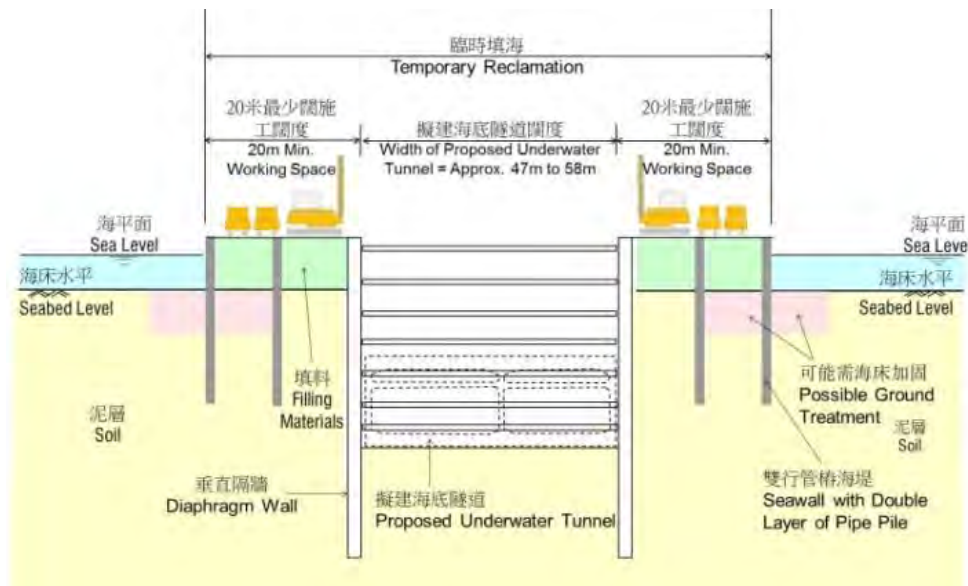 臨時填海
Temporary Reclamation
20米最少闊施
工闊度
20m Min.
Working Space
擬建海底隧道闊度
Width of Proposed Underwater
Tunnel = Approx. 47m to 58m
20米最少闊施
工闊度
20m Min.
Working Space
海平面
Sea Level
海平面
Sea Leve
海床水平
Seabed Level
海床水平
Seabed Level
填料
Filling
Materials
可能需海床加固
Possible Ground
Treatment
泥層
Soil
泥層
Soil
垂直隔牆
Diaphragm Wall
擬建海底隧道
Proposed Underwater Tunnel
雙行管樁海堤
Seawall with Double
Layer of Pipe Pile